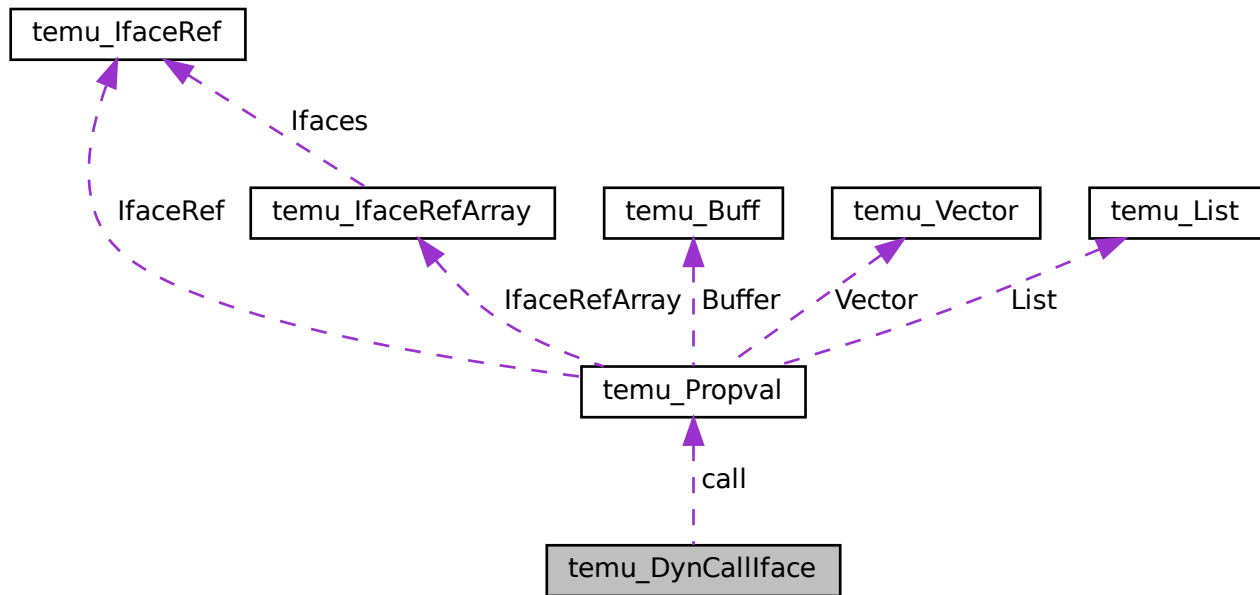 temu_IfaceRef
Ifaces
IfaceRef
temu_IfaceRefArray
temu_Buff
temu_Vector
temu_List
IfaceRefArray
Buffer
Vector
List
temu_Propval
call
temu_DynCallIface